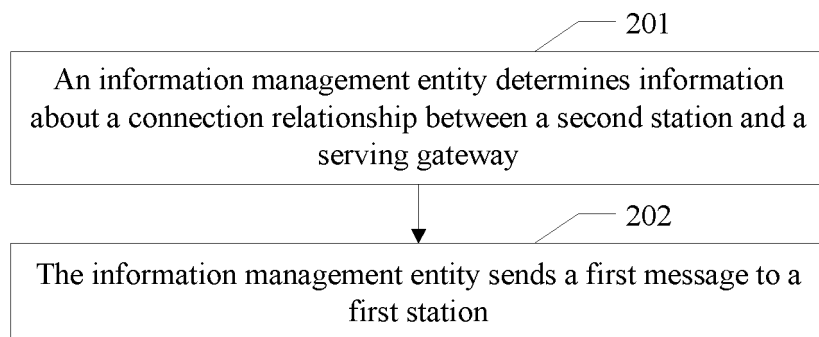 201
An information management entity determines information
about a connection relationship between a second station and a
serving gateway
202
The information management entity sends a first message to a
first station